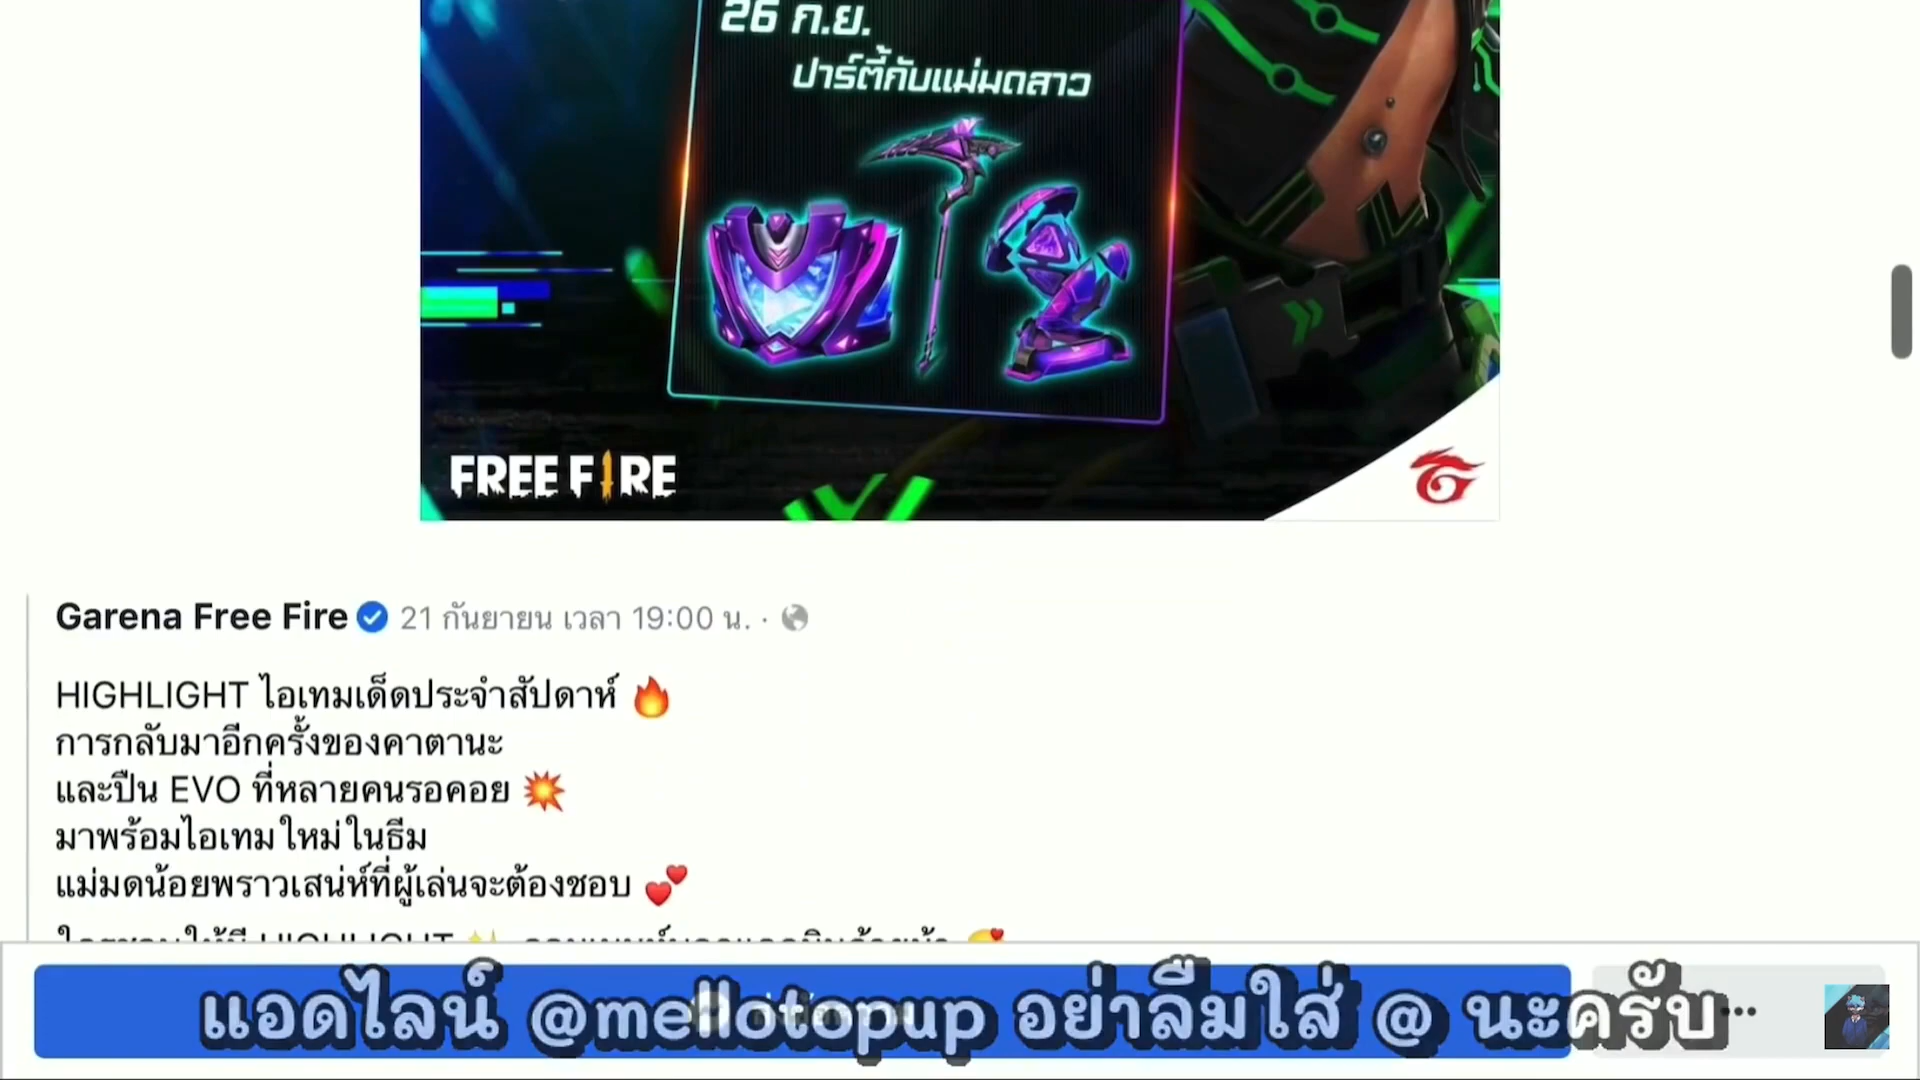 26 ก.ย.
ปาร์ตี้กับแม่มดสาว
FREE FIRE
Garena Free Fire 21 กันยายน เวลา 19:00 น. ·
HIGHLIGHT ไอเทมเด็ดประจำสัปดาห์ 🔥
การกลับมาอีกครั้งของคาตานะ
และปืน EVO ที่หลายคนรอคอย 💥
มาพร้อมไอเทมใหม่ในธีม
แม่มดน้อยพราวเสน่ห์ที่ผู้เล่นจะต้องชอบ 💕
แอดไลน์ @mellotopup อย่าลืมใส่ @ นะครับ